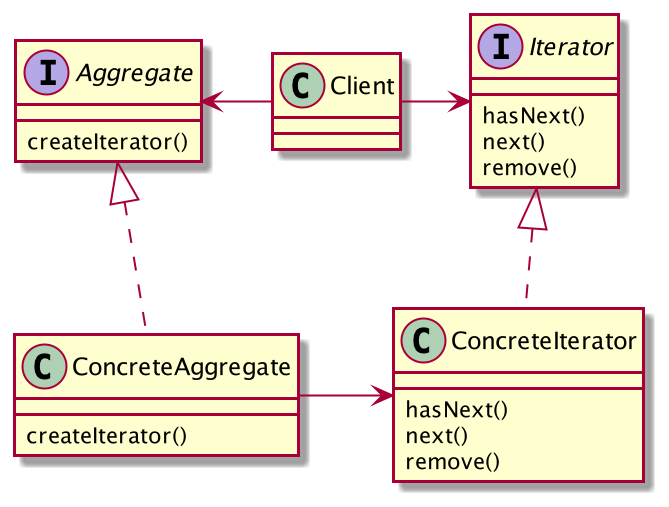 I Aggregate
createIterator()
C Client
I Iterator
hasNext()
next()
remove()
C ConcreteAggregate
createIterator()
C ConcreteIterator
hasNext()
next()
remove()